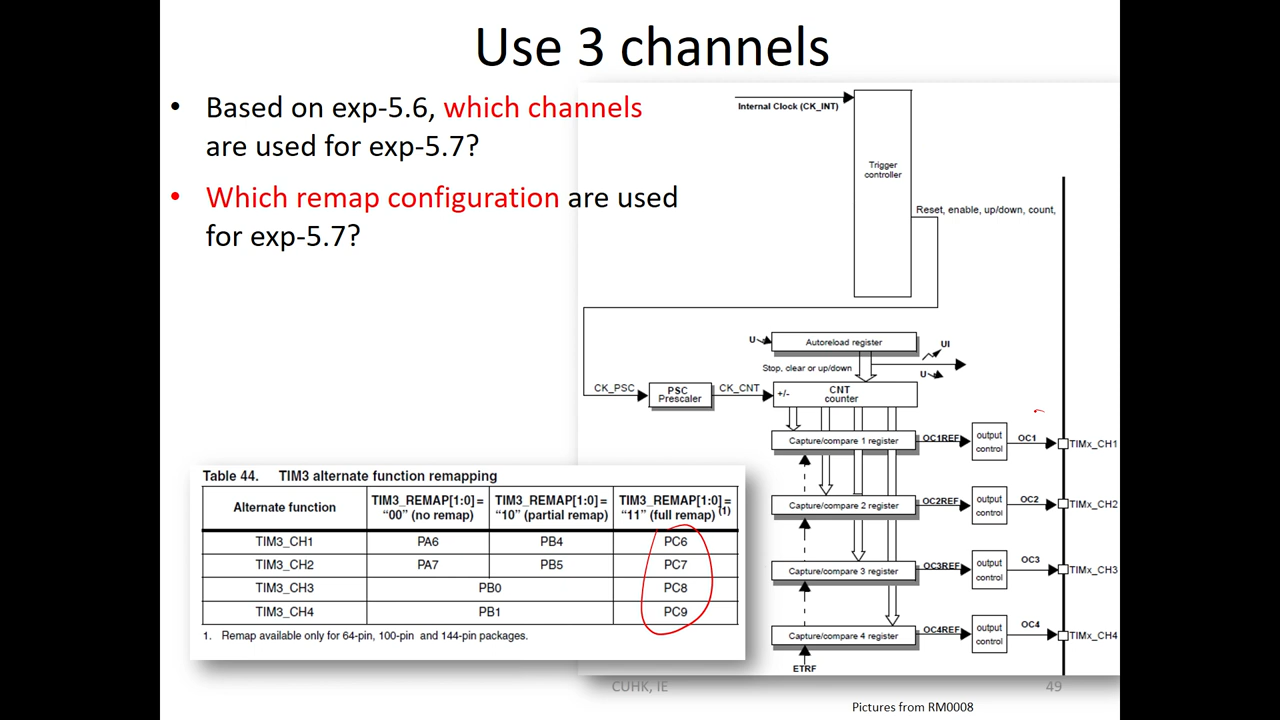 Use 3 channels
• Based on exp-5.6, which channels
are used for exp-5.7?
• Which remap configuration are used
for exp-5.7?
Internal Clock (CK_INT)
Trigger
controller
Reset, enable, up/down, count,
U
Autoreload register
UI
Stop, clear or up/down
U
CK_PSC
PSC
Prescaler
CK_CNT
+/-
CNT
counter
Capture/compare 1 register
OC1REF
output
control
OC1
TIMx_CH1
Capture/compare 2 register
OC2REF
output
control
OC2
TIMx_CH2
Capture/compare 3 register
OC3REF
output
control
OC3
TIMx_CH3
Capture/compare 4 register
OC4REF
output
control
OC4
TIMx_CH4
ETRF
Table 44. TIM3 alternate function remapping
Alternate function
TIM3_REMAP[1:0] =
"00" (no remap)
TIM3_REMAP[1:0] =
"10" (partial remap)
TIM3_REMAP[1:0] =
"11" (full remap) (1)
TIM3_CH1 PA6 PB4 PC6
TIM3_CH2 PA7 PB5 PC7
TIM3_CH3 PB0 PC8
TIM3_CH4 PB1 PC9
1. Remap available only for 64-pin, 100-pin and 144-pin packages.
CUHK, IE
49
Pictures from RM0008